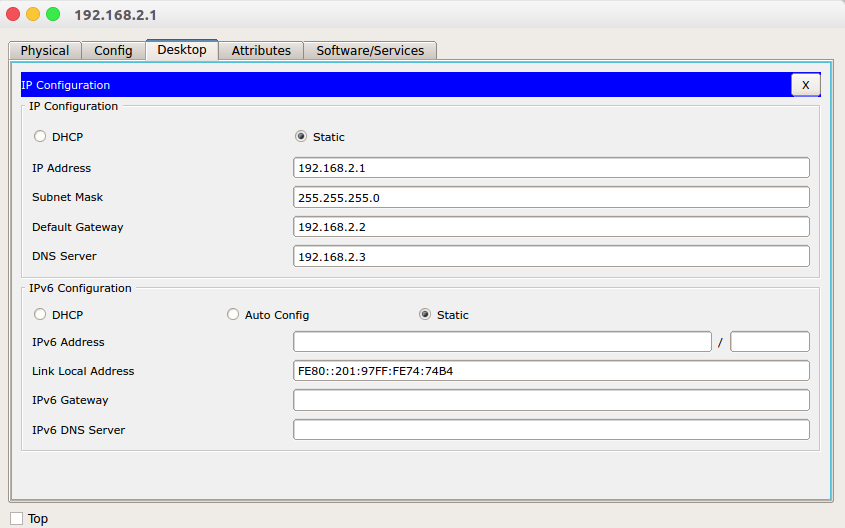 192.168.2.1
Physical Config Desktop Attributes Software/Services
IP Configuration X
IP Configuration
DHCP Static
IP Address 192.168.2.1
Subnet Mask 255.255.255.0
Default Gateway 192.168.2.2
DNS Server 192.168.2.3
IPv6 Configuration
DHCP Auto Config Static
IPv6 Address /
Link Local Address FE80::201:97FF:FE74:74B4
IPv6 Gateway
IPv6 DNS Server
Top